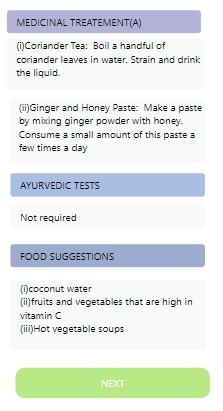 MEDICINAL TREATEMENT(A)
(i)Coriander Tea:  Boil a handful of
coriander leaves in water. Strain and drink
the liquid.
(ii)Ginger and Honey Paste:  Make a paste
by mixing ginger powder with honey.
Consume a small amount of this paste a
few times a day
AYURVEDIC TESTS
Not required
FOOD SUGGESTIONS
(i)coconut water
(ii)fruits and vegetables that are high in
vitamin C
(iii)Hot vegetable soups
NEXT